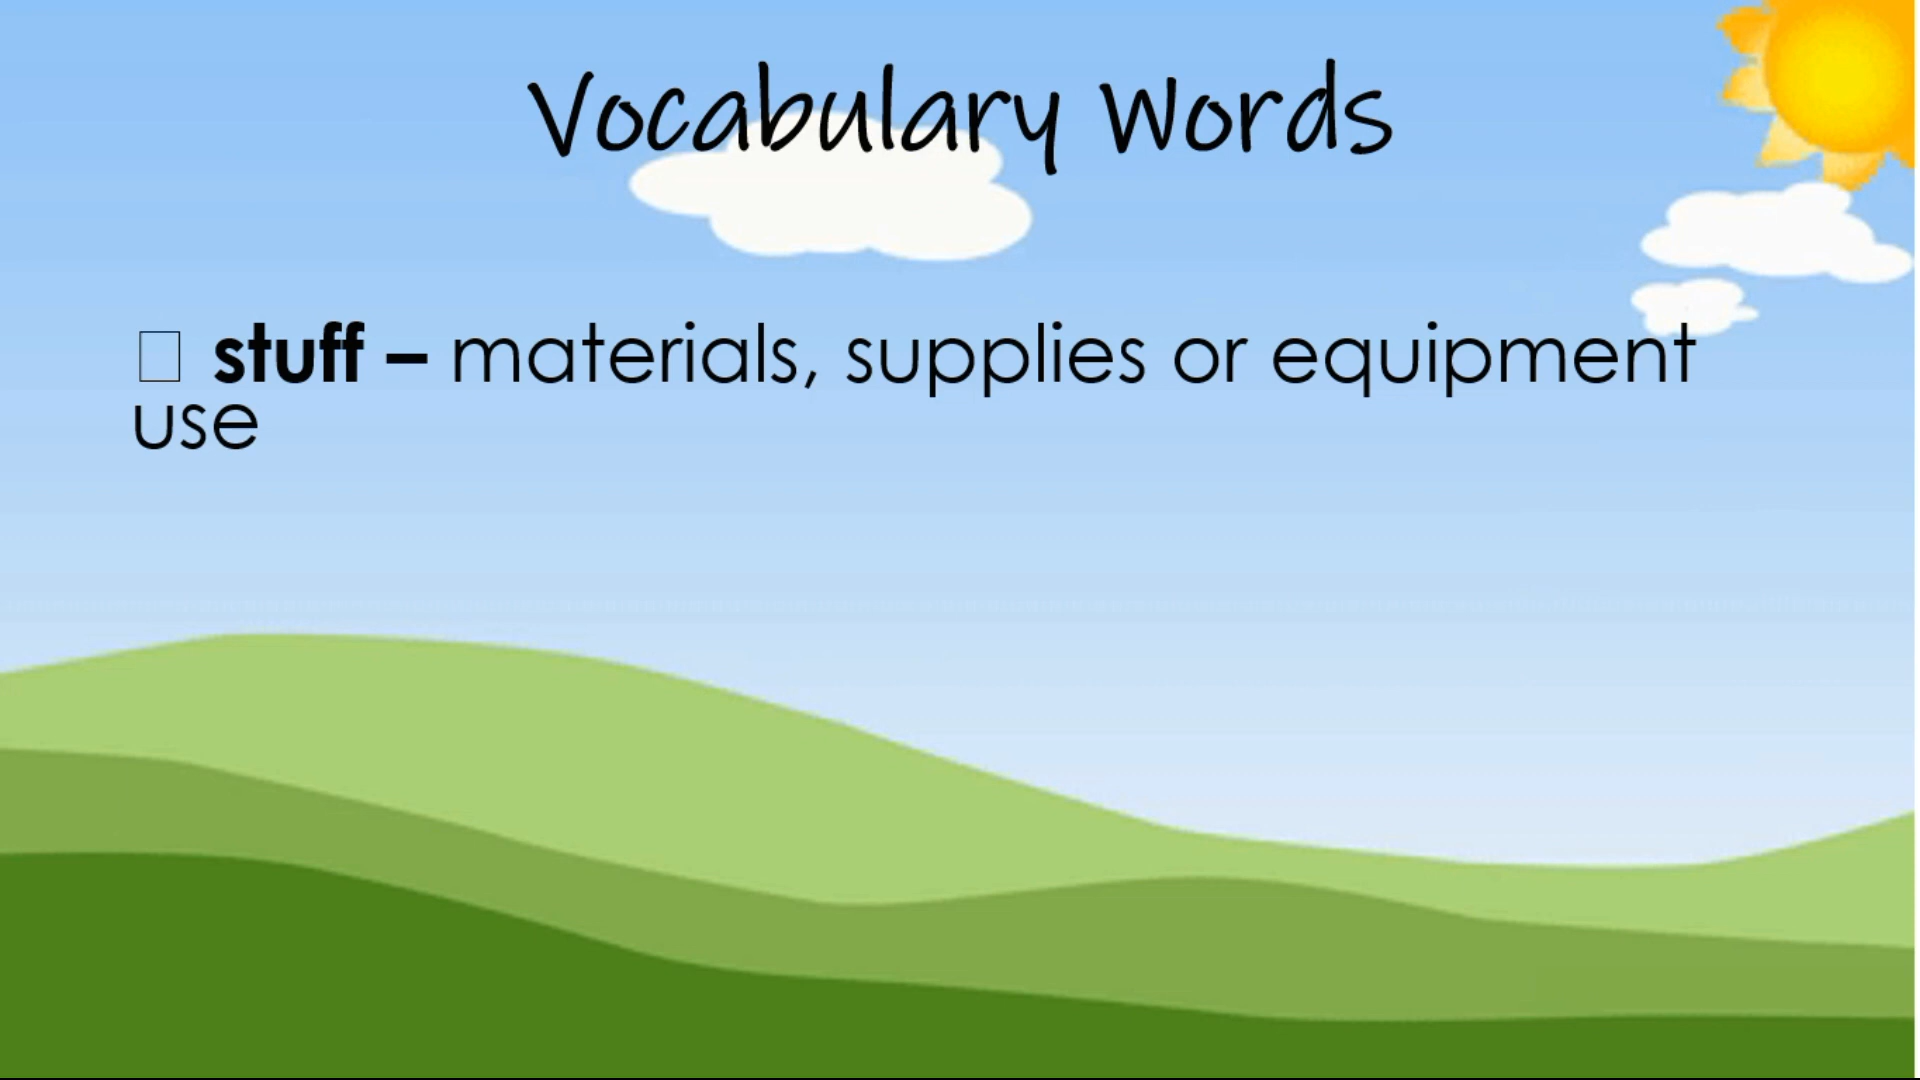 Vocabulary Words
□ stuff – materials, supplies or equipment
use